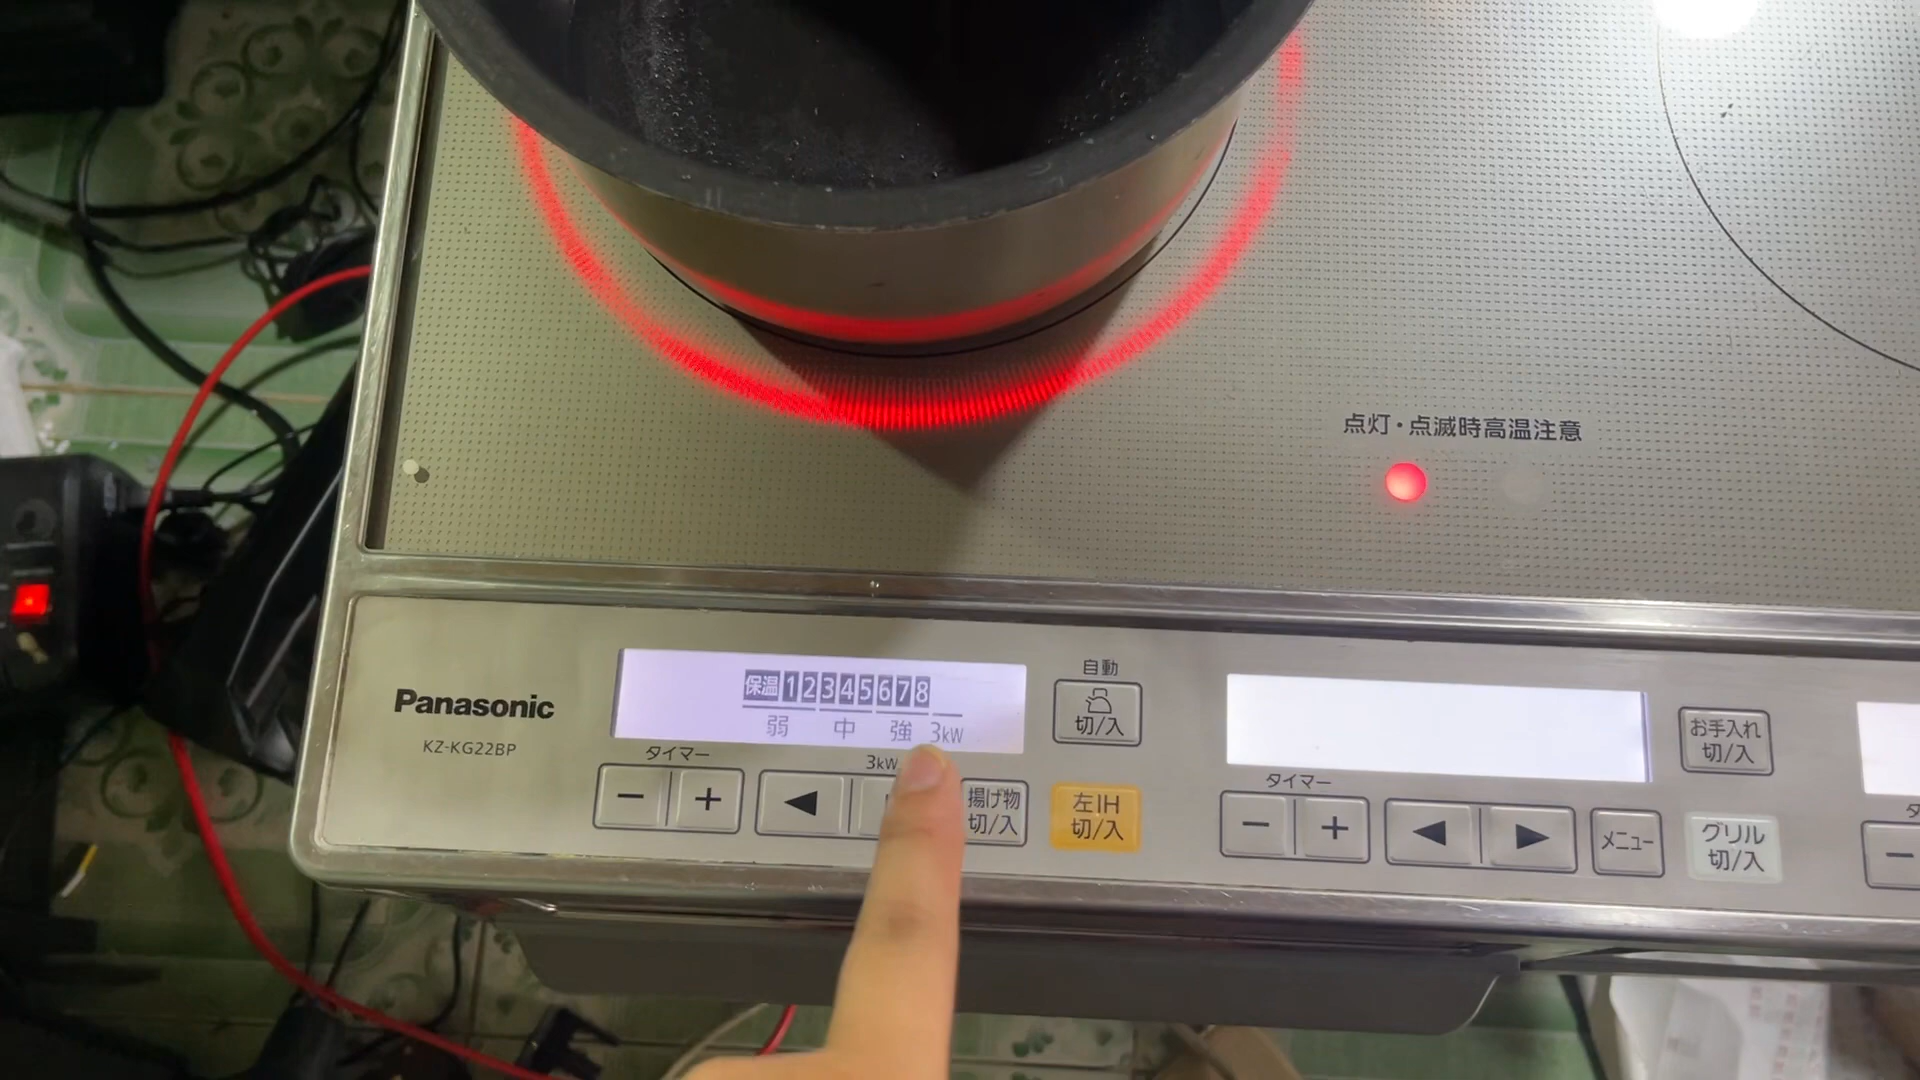 点灯・点滅時高温注意
Panasonic
KZ-KG22BP
保温 1 2 3 4 5 6 7 8
弱 中 強 3kW
自動
切/入
タイマー
3kW
− +
揚げ物
切/入
左IH
切/入
タイマー
− +
メニュー
お手入れ
切/入
グリル
切/入
−